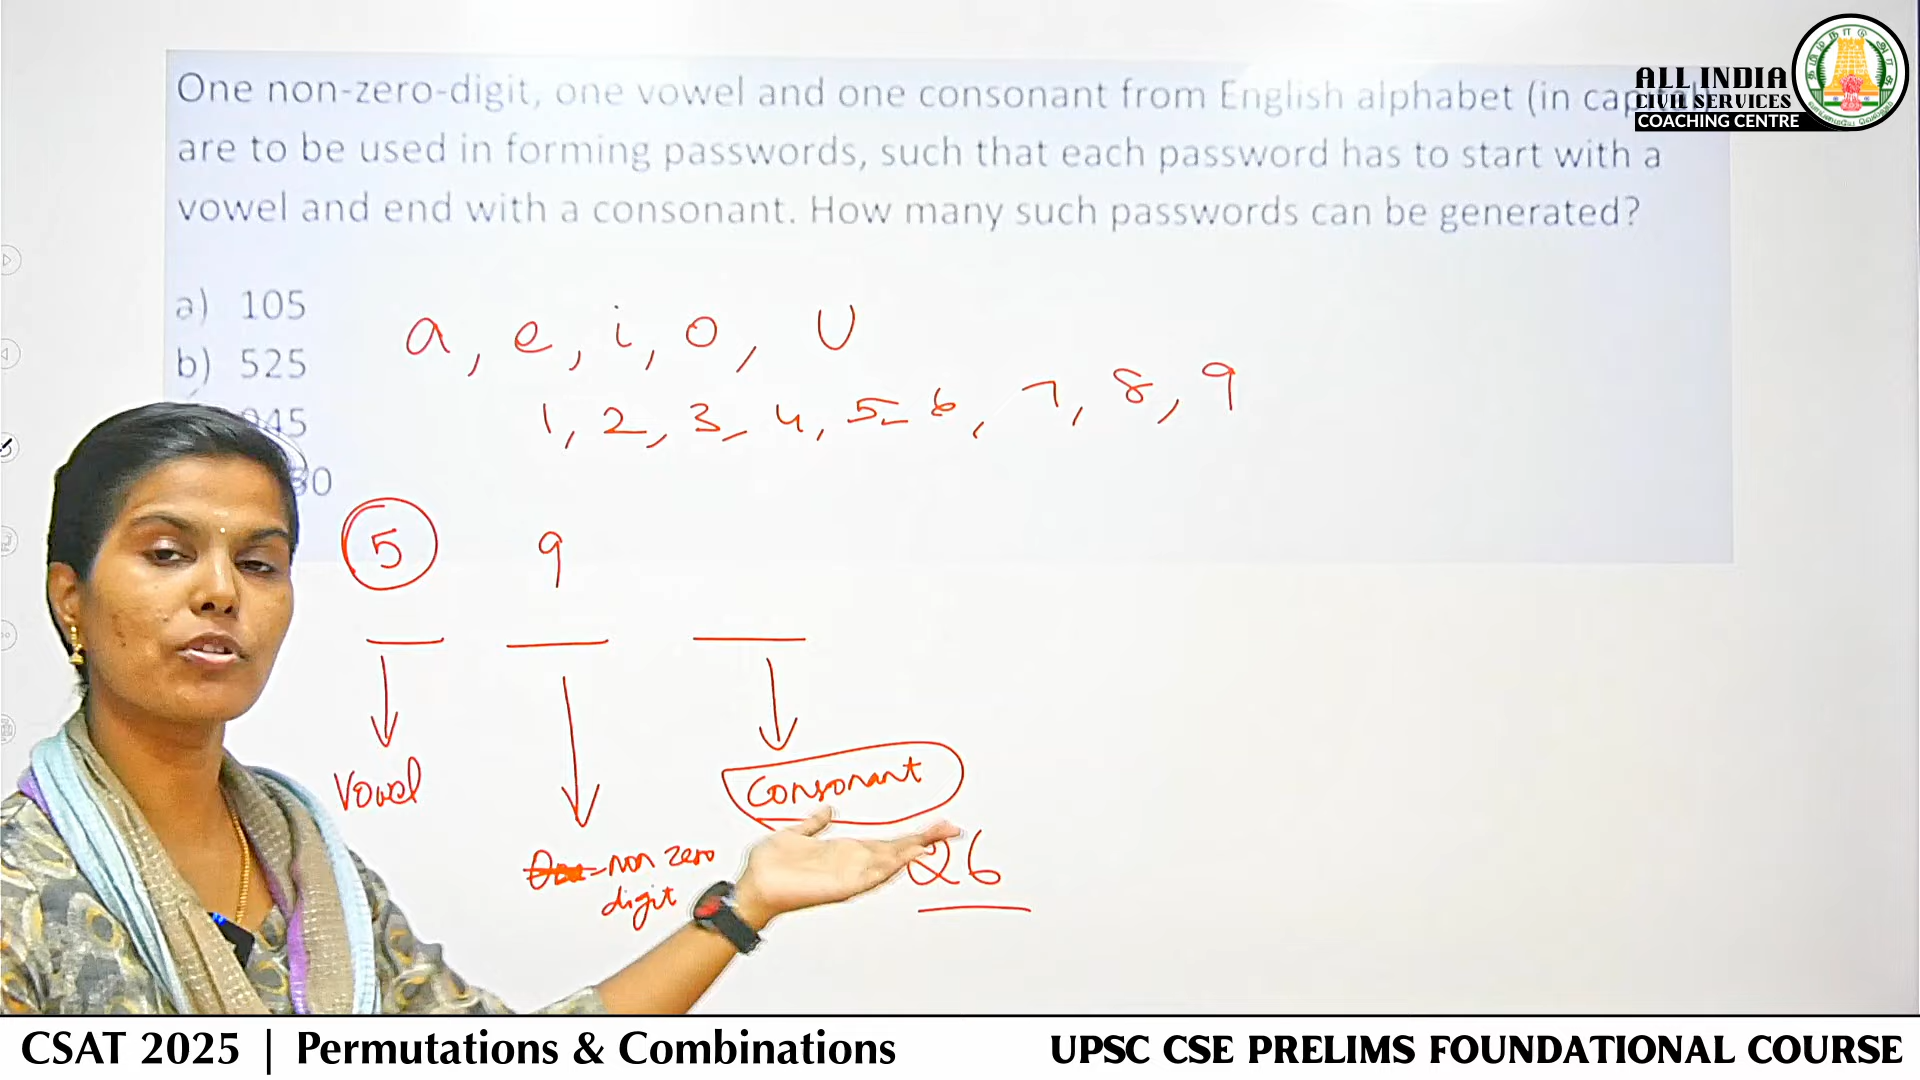 One non-zero-digit, one vowel and one consonant from English alphabet (in capital)
are to be used in forming passwords, such that each password has to start with a
vowel and end with a consonant. How many such passwords can be generated?
ALL INDIA
CIVIL SERVICES
COACHING CENTRE
a) 105
b) 525
a, e, i, o, U
1, 2, 3, 4, 5 6, 7, 8, 9
5 9
Vowel
Consonant
non zero
digit
26
CSAT 2025 | Permutations & Combinations
UPSC CSE PRELIMS FOUNDATIONAL COURSE